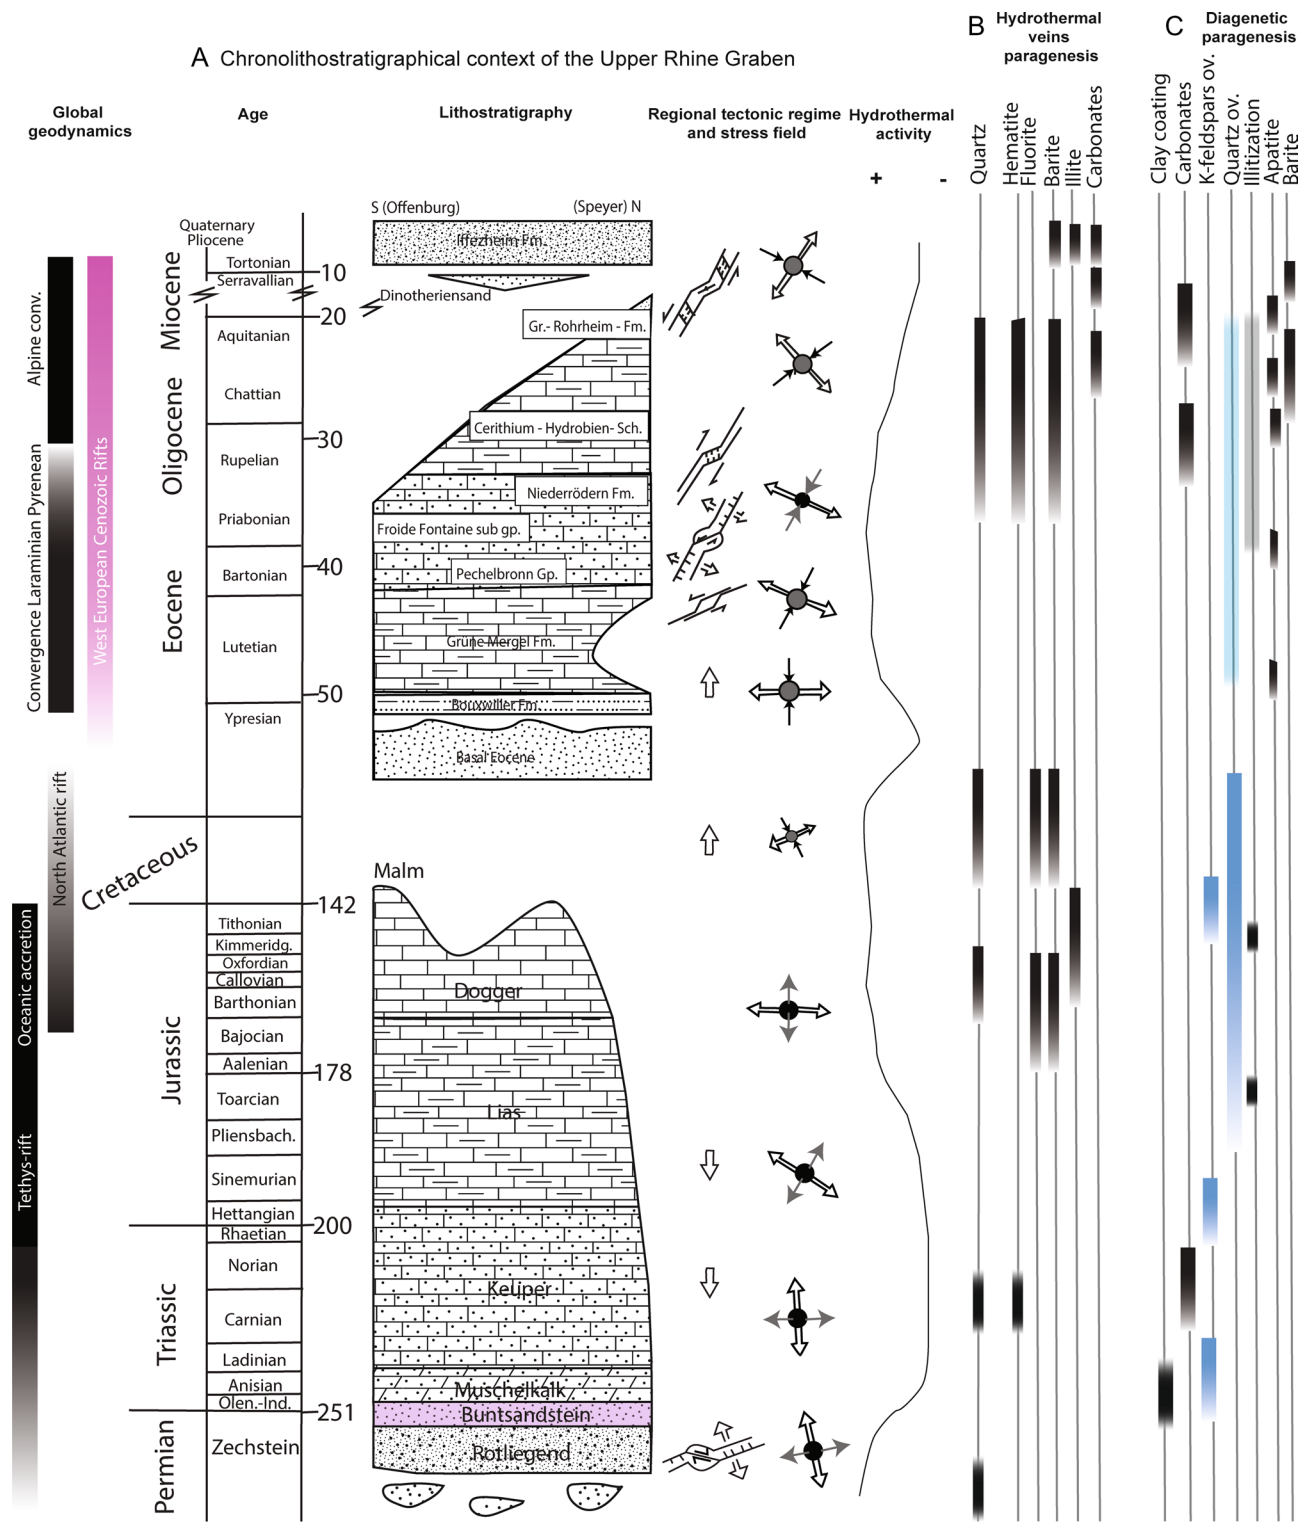 A Chronolithostratigraphical context of the Upper Rhine Graben
B Hydrothermal
veins
paragenesis
C Diagenetic
paragenesis
Global
geodynamics
Age
Lithostratigraphy
Regional tectonic regime
and stress field
Hydrothermal
activity
+ -
Quartz
Hematite
Fluorite
Barite
Illite
Carbonates
Clay coating
Carbonates
K-feldspars ov.
Quartz ov.
Illitization
Apatite
Barite
S (Offenburg) (Speyer) N
Alpine conv.
Convergence Laraminian Pyrenean
West European Cenozoic Rifts
North Atlantic rift
Oceanic accretion
Tethys-rift
Miocene
Oligocene
Eocene
Cretaceous
Jurassic
Triassic
Permian
Quaternary
Pliocene
Tortonian
Serravallian
Aquitanian
Chattian
Rupelian
Priabonian
Bartonian
Lutetian
Ypresian
Tithonian
Kimmeridg.
Oxfordian
Callovian
Barthonian
Bajocian
Aalenian
Toarcian
Pliensbach.
Sinemurian
Hettangian
Rhaetian
Norian
Carnian
Ladinian
Anisian
Olen.-Ind.
Zechstein
10
20
30
40
50
142
178
200
251
Iffezheim Fm.
Dinotheriensand
Gr.- Rohrheim - Fm.
Cerithium - Hydrobien- Sch.
Niederrödern Fm.
Froide Fontaine sub gp.
Pechelbronn Gp.
Grüne Mergel Fm.
Bouxwiller Fm.
Basal Eocene
Malm
Dogger
Lias
Keuper
Muschelkalk
Buntsandstein
Rotliegend